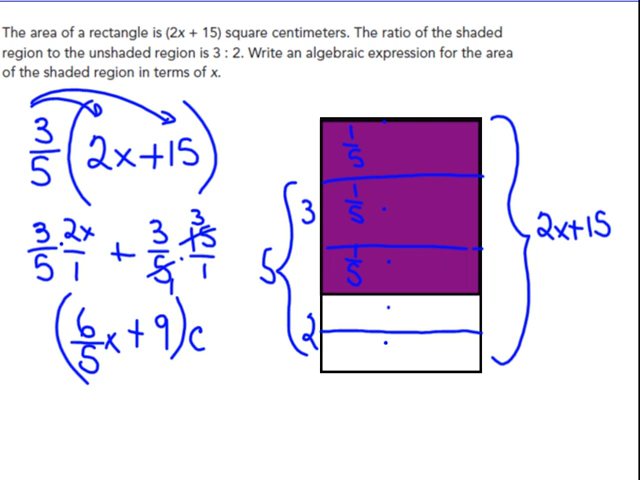 The area of a rectangle is (2x + 15) square centimeters. The ratio of the shaded
region to the unshaded region is 3 : 2. Write an algebraic expression for the area
of the shaded region in terms of x.
3/5 (2x+15)
3/5 · 2x/1 + 3/5 · 15/1
3
1
(6/5 x + 9) c
1/5
1/5
1/5
3
5
2
2x+15